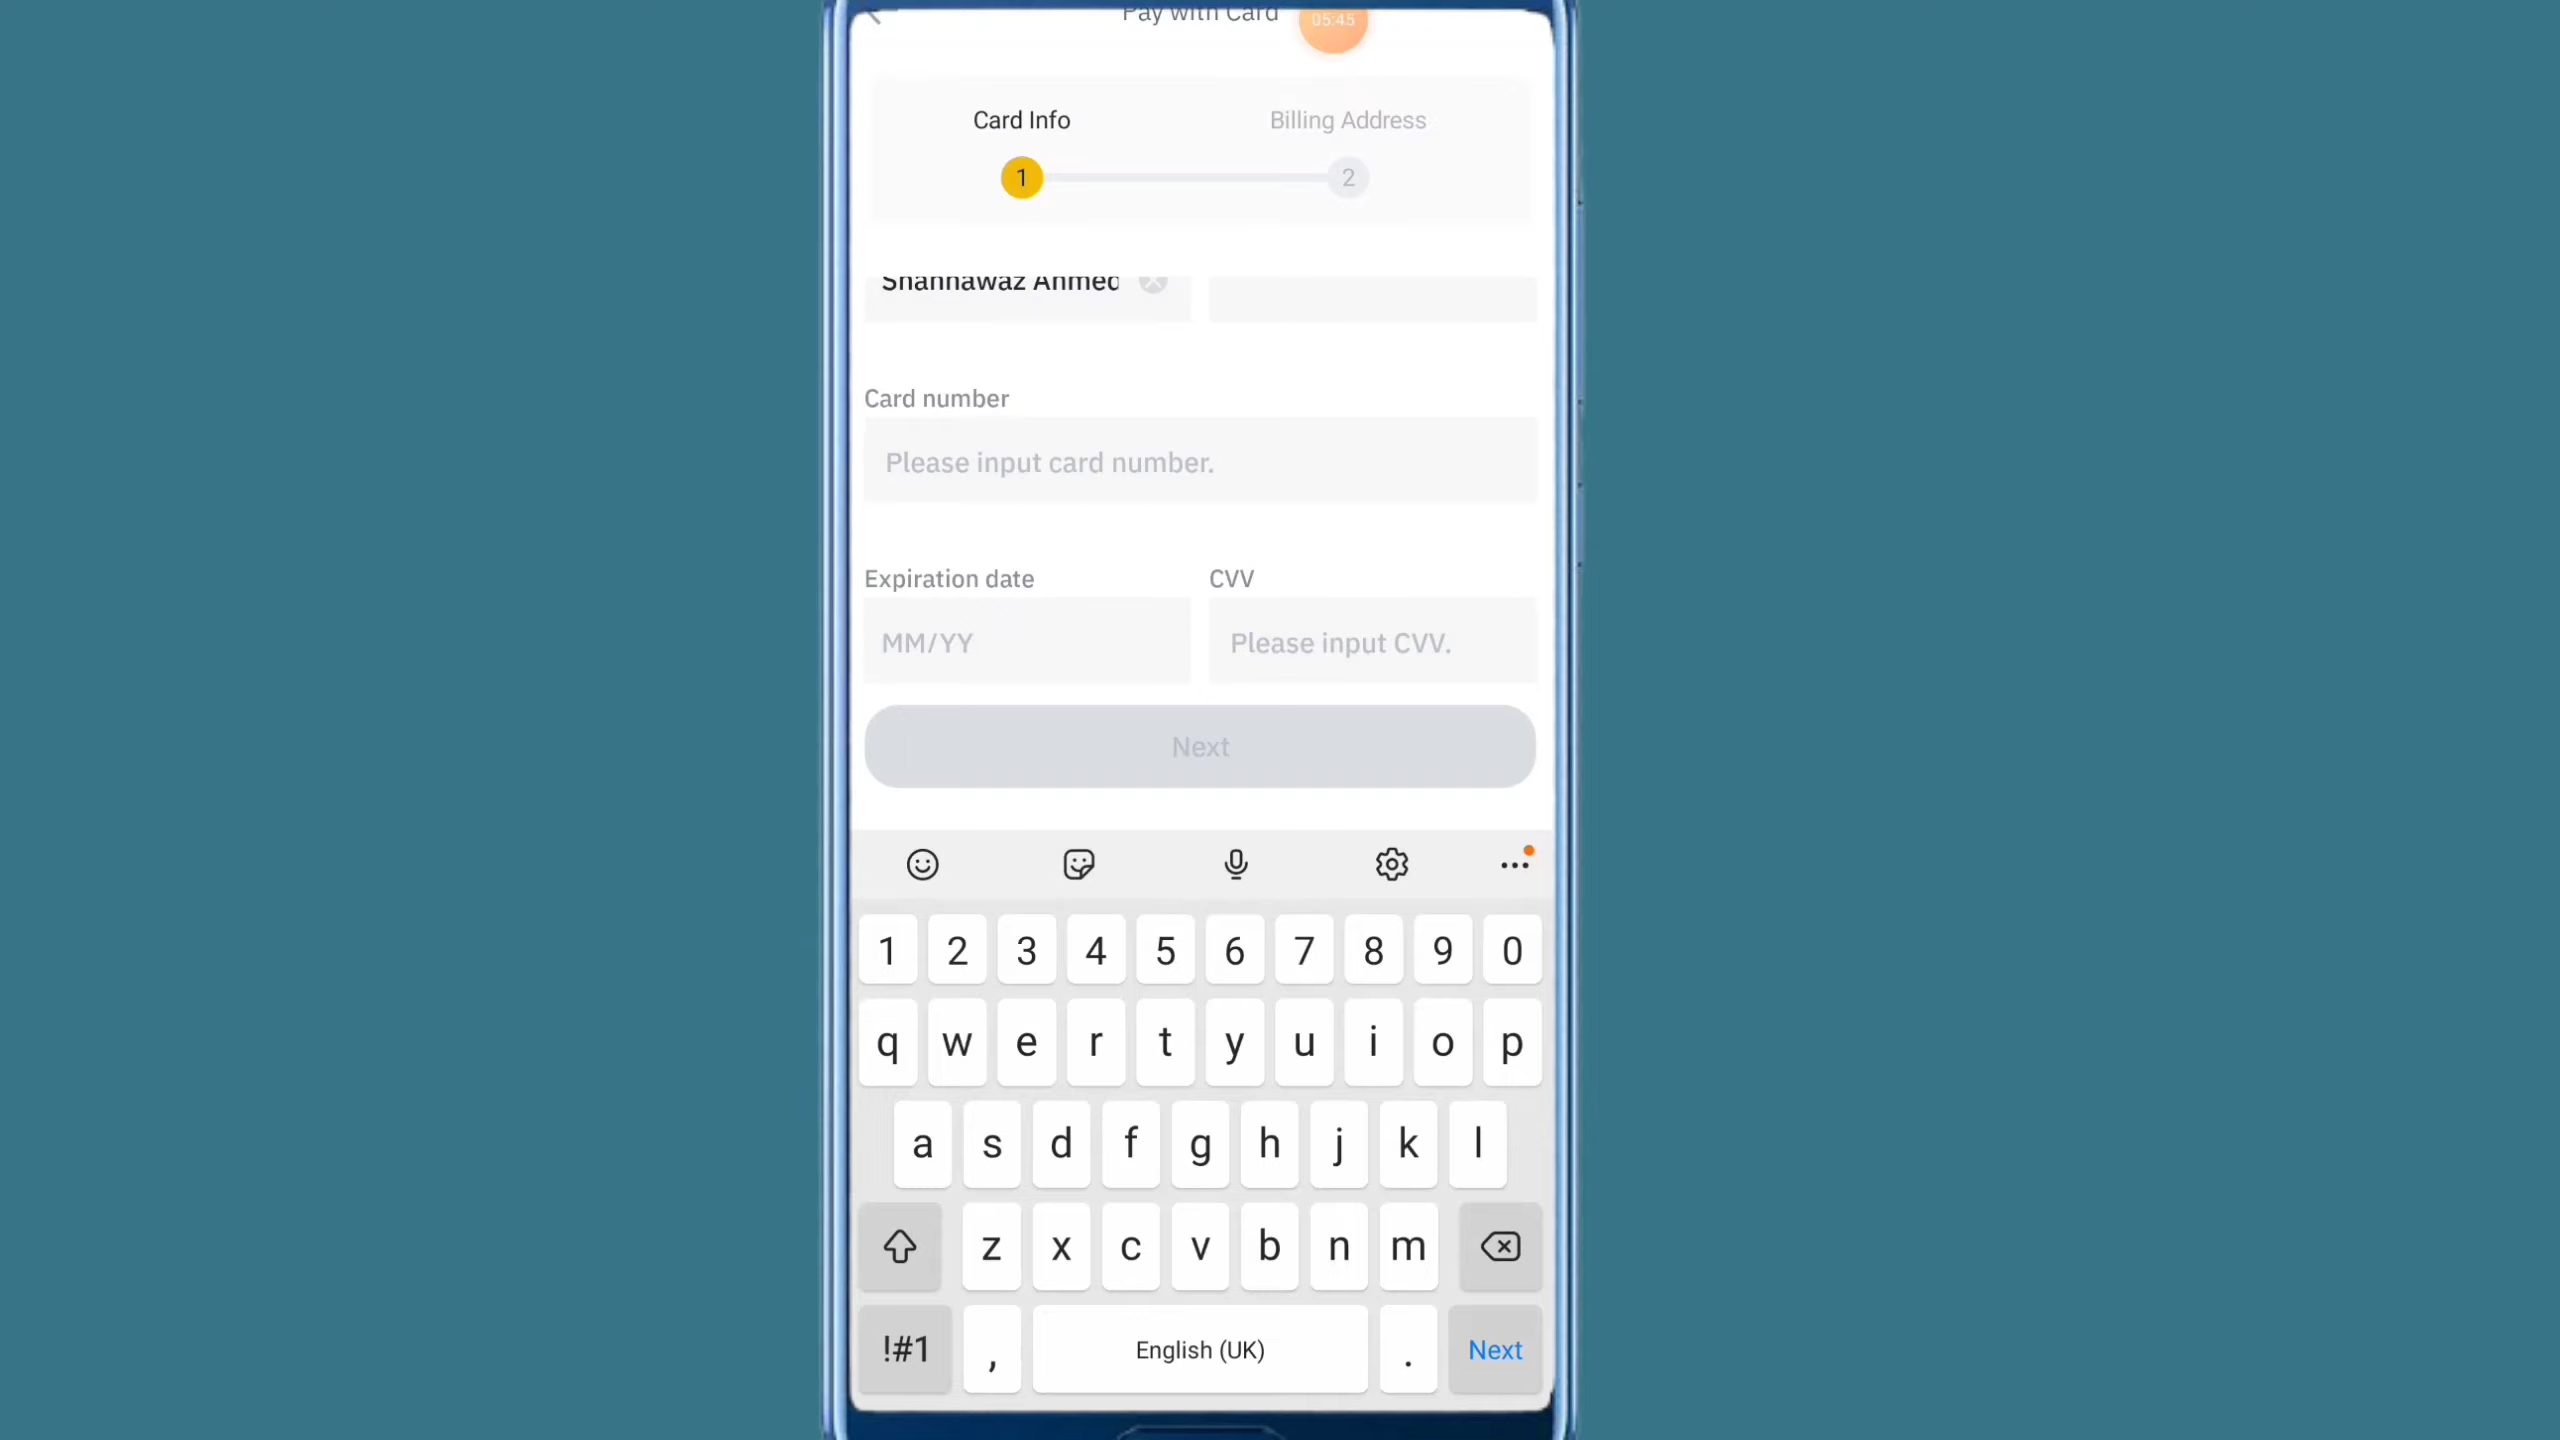 Pay with Card
05:45
Card Info
Billing Address
1
2
Shahnawaz Ahmed
Card number
Please input card number.
Expiration date
CVV
MM/YY
Please input CVV.
Next
1 2 3 4 5 6 7 8 9 0
q w e r t y u i o p
a s d f g h j k l
z x c v b n m
!#1 , English (UK) . Next